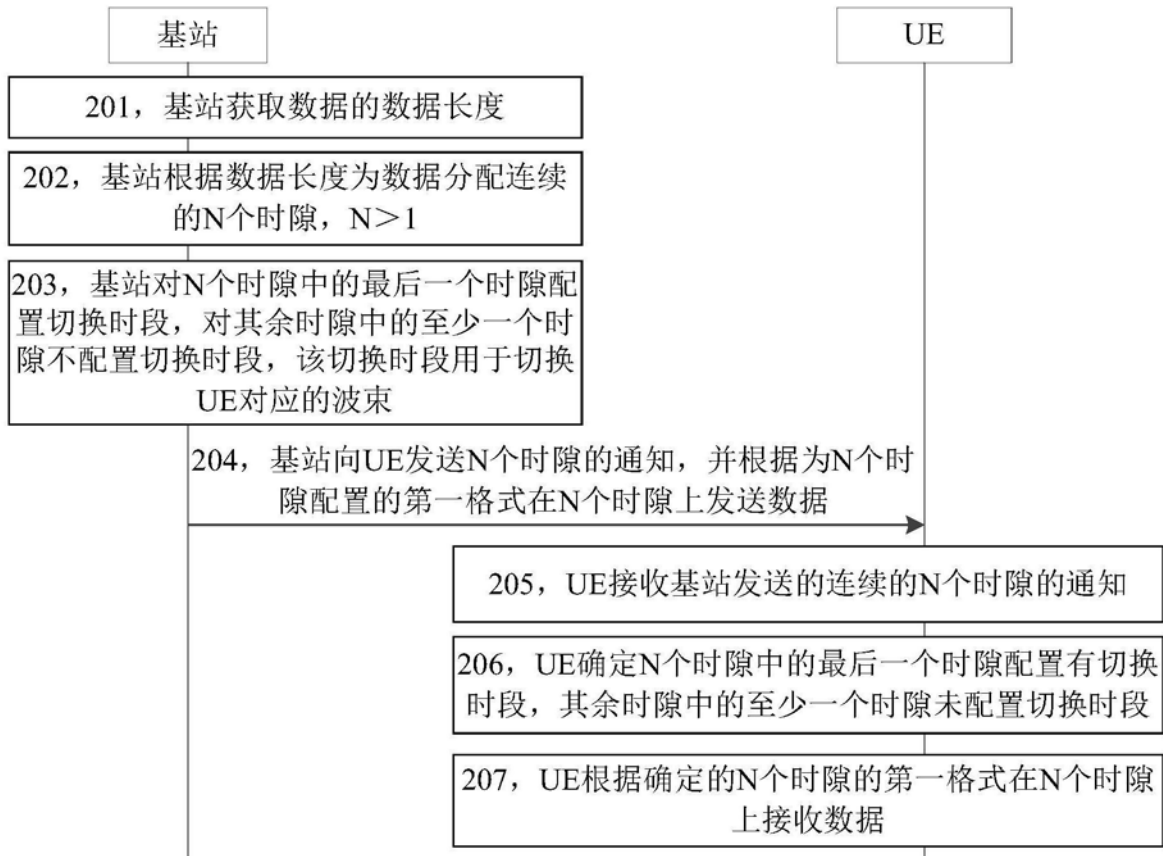 基站
UE
201，基站获取数据的数据长度
202，基站根据数据长度为数据分配连续
的N个时隙，N＞1
203，基站对N个时隙中的最后一个时隙配
置切换时段，对其余时隙中的至少一个时
隙不配置切换时段，该切换时段用于切换
UE对应的波束
204，基站向UE发送N个时隙的通知，并根据为N个时
隙配置的第一格式在N个时隙上发送数据
205，UE接收基站发送的连续的N个时隙的通知
206，UE确定N个时隙中的最后一个时隙配置有切换
时段，其余时隙中的至少一个时隙未配置切换时段
207，UE根据确定的N个时隙的第一格式在N个时隙
上接收数据